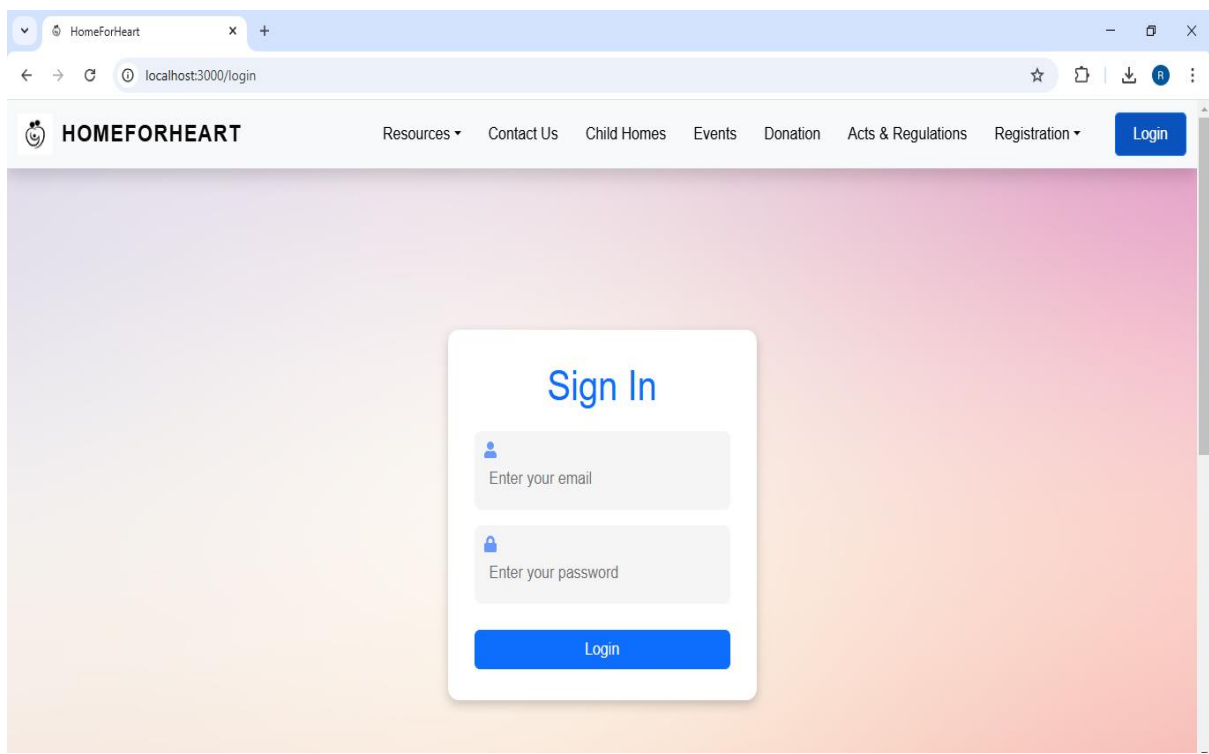 HomeForHeart
localhost:3000/login
R
HOMEFORHEART Resources Contact Us Child Homes Events Donation Acts & Regulations Registration Login
Sign In
Enter your email
Enter your password
Login